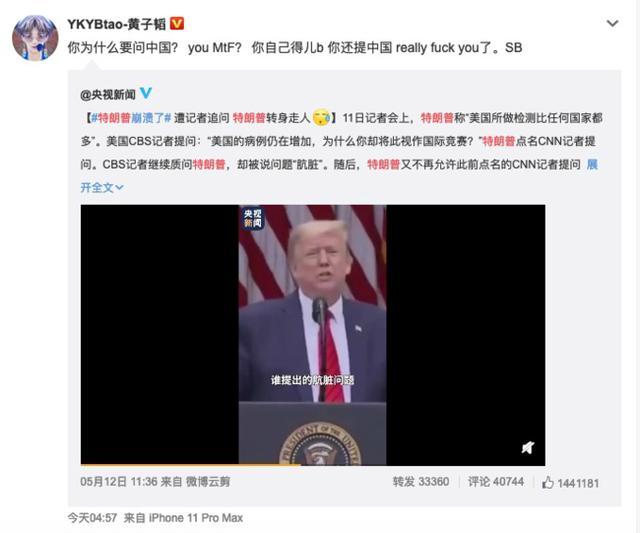 YKYBtao-黄子韬
你为什么要问中国? you MtF? 你自己得儿b 你还提中国 really fuck you了。SB
@央视新闻
【#特朗普崩溃了# 遭记者追问 特朗普转身走人】11日记者会上，特朗普称“美国所做检测比任何国家都
多”。美国CBS记者提问：“美国的病例仍在增加，为什么你却将此视作国际竞赛？”特朗普点名CNN记者提
问。CBS记者继续质问特朗普，却被说问题“肮脏”。随后，特朗普又不再允许此前点名的CNN记者提问 展
开全文
央视
新闻
谁提出的肮脏问题
PRESIDENT OF THE UNITED
05月12日 11:36 来自 微博云剪 转发 33360 评论 40744 1441181
今天04:57 来自 iPhone 11 Pro Max